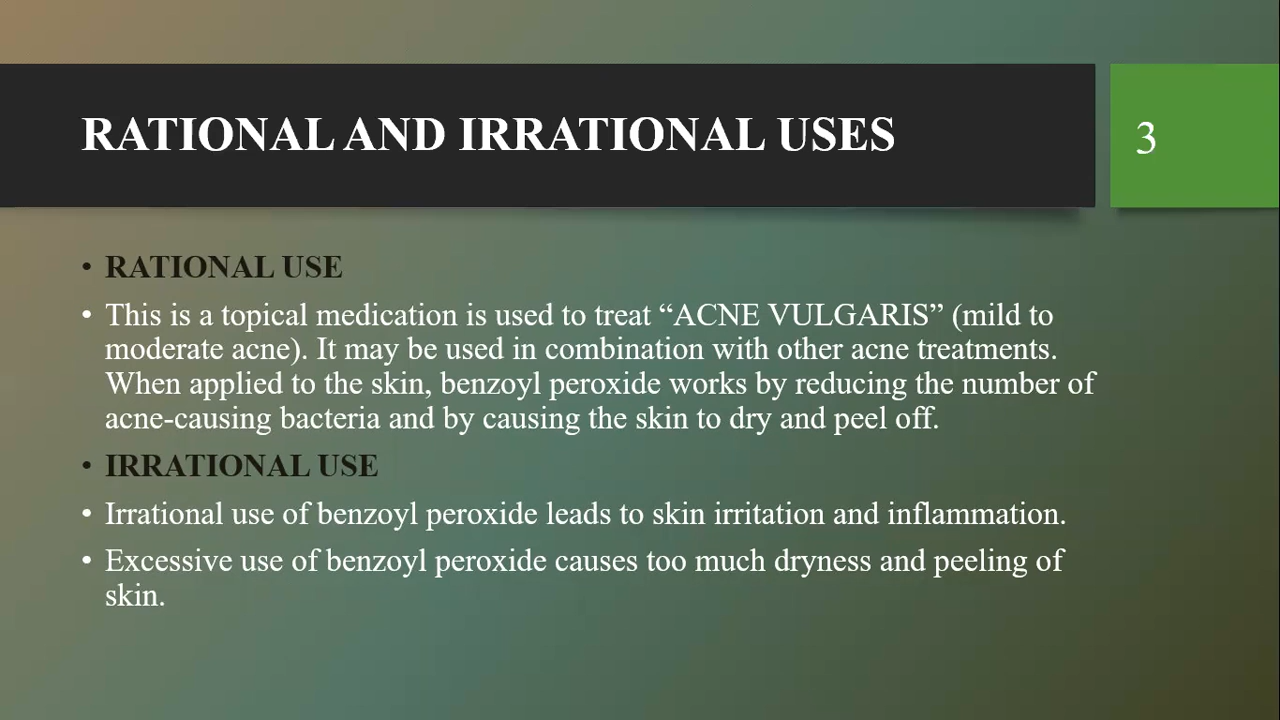 RATIONAL AND IRRATIONAL USES
3
• RATIONAL USE
• This is a topical medication is used to treat “ACNE VULGARIS” (mild to
moderate acne). It may be used in combination with other acne treatments.
When applied to the skin, benzoyl peroxide works by reducing the number of
acne-causing bacteria and by causing the skin to dry and peel off.
• IRRATIONAL USE
• Irrational use of benzoyl peroxide leads to skin irritation and inflammation.
• Excessive use of benzoyl peroxide causes too much dryness and peeling of
skin.